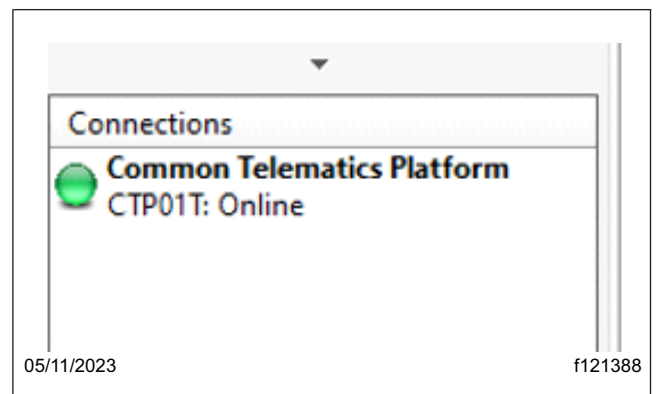 Connections
Common Telematics Platform
CTP01T: Online
05/11/2023
f121388